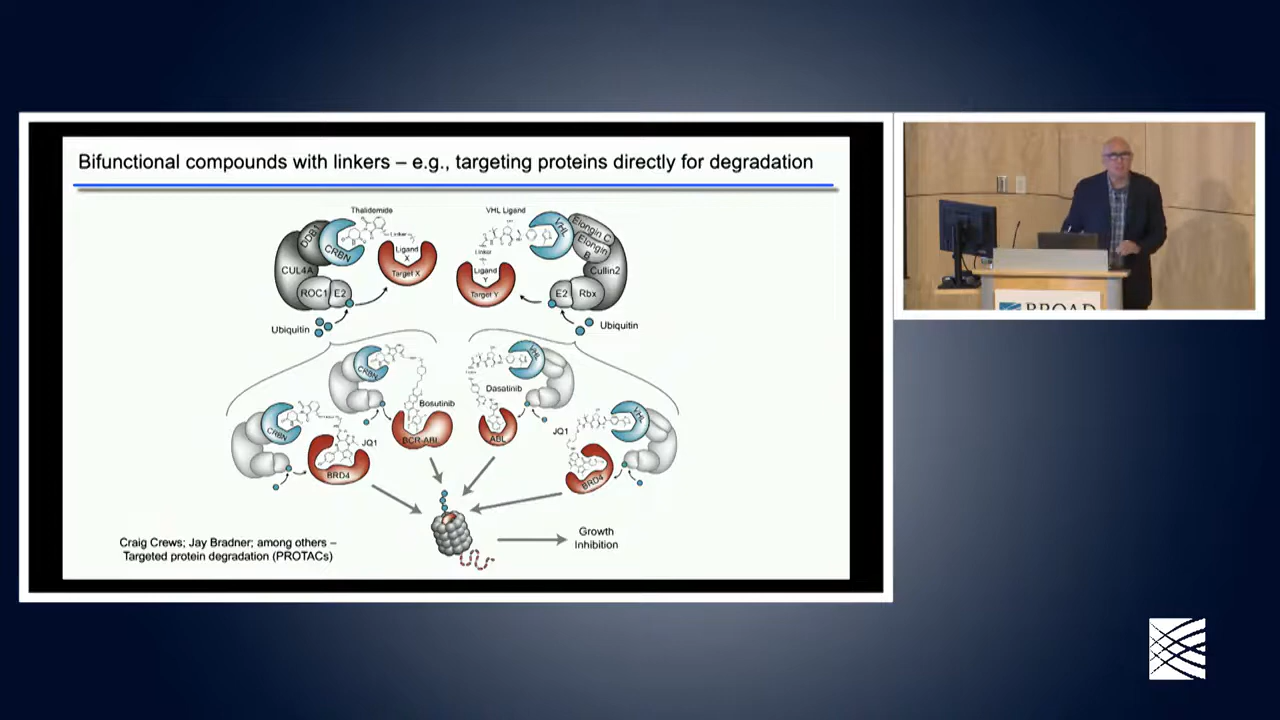 Bifunctional compounds with linkers – e.g., targeting proteins directly for degradation
Thalidomide
VHL Ligand
DDB1
CRBN
Linker
Ligand
X
Target X
CUL4A
ROC1
E2
Ubiquitin
VHL
Elongin C
Elongin
B
Linker
Ligand
Y
Target Y
Cullin2
E2
Rbx
Ubiquitin
CRBN
Bosutinib
BCR-ABL
VHL
Dasatinib
ABL
CRBN
JQ1
BRD4
JQ1
VHL
BRD4
Growth
Inhibition
Craig Crews; Jay Bradner; among others –
Targeted protein degradation (PROTACs)
BROAD